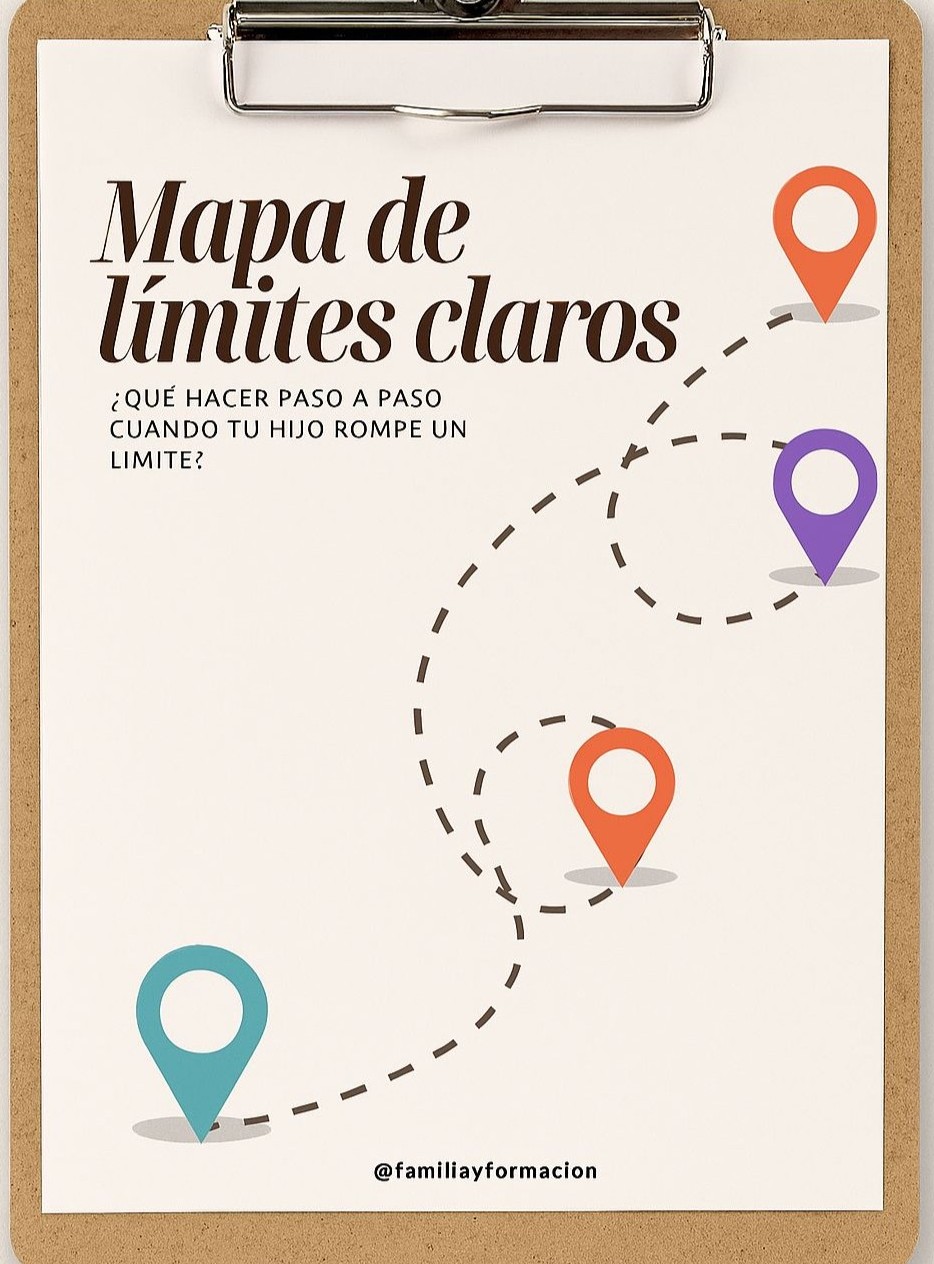 Mapa de
límites claros
¿QUÉ HACER PASO A PASO
CUANDO TU HIJO ROMPE UN
LIMITE?
@familiayformacion